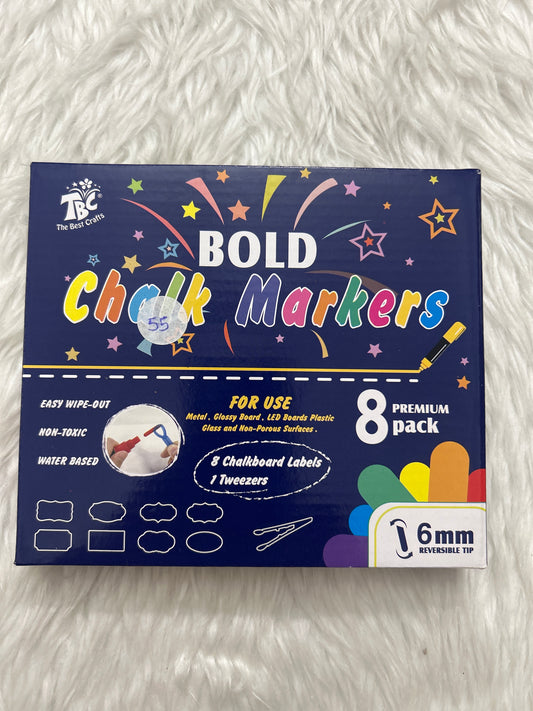 TBC
The Best Crafts
BOLD
Chalk Markers
55
EASY WIPE-OUT
NON-TOXIC
WATER BASED
FOR USE
Metal . Glossy Board . LED Boards Plastic
Glass and Non-Porous Surfaces .
8 Chalkboard Labels
1 Tweezers
8 PREMIUM
pack
6mm
REVERSIBLE TIP